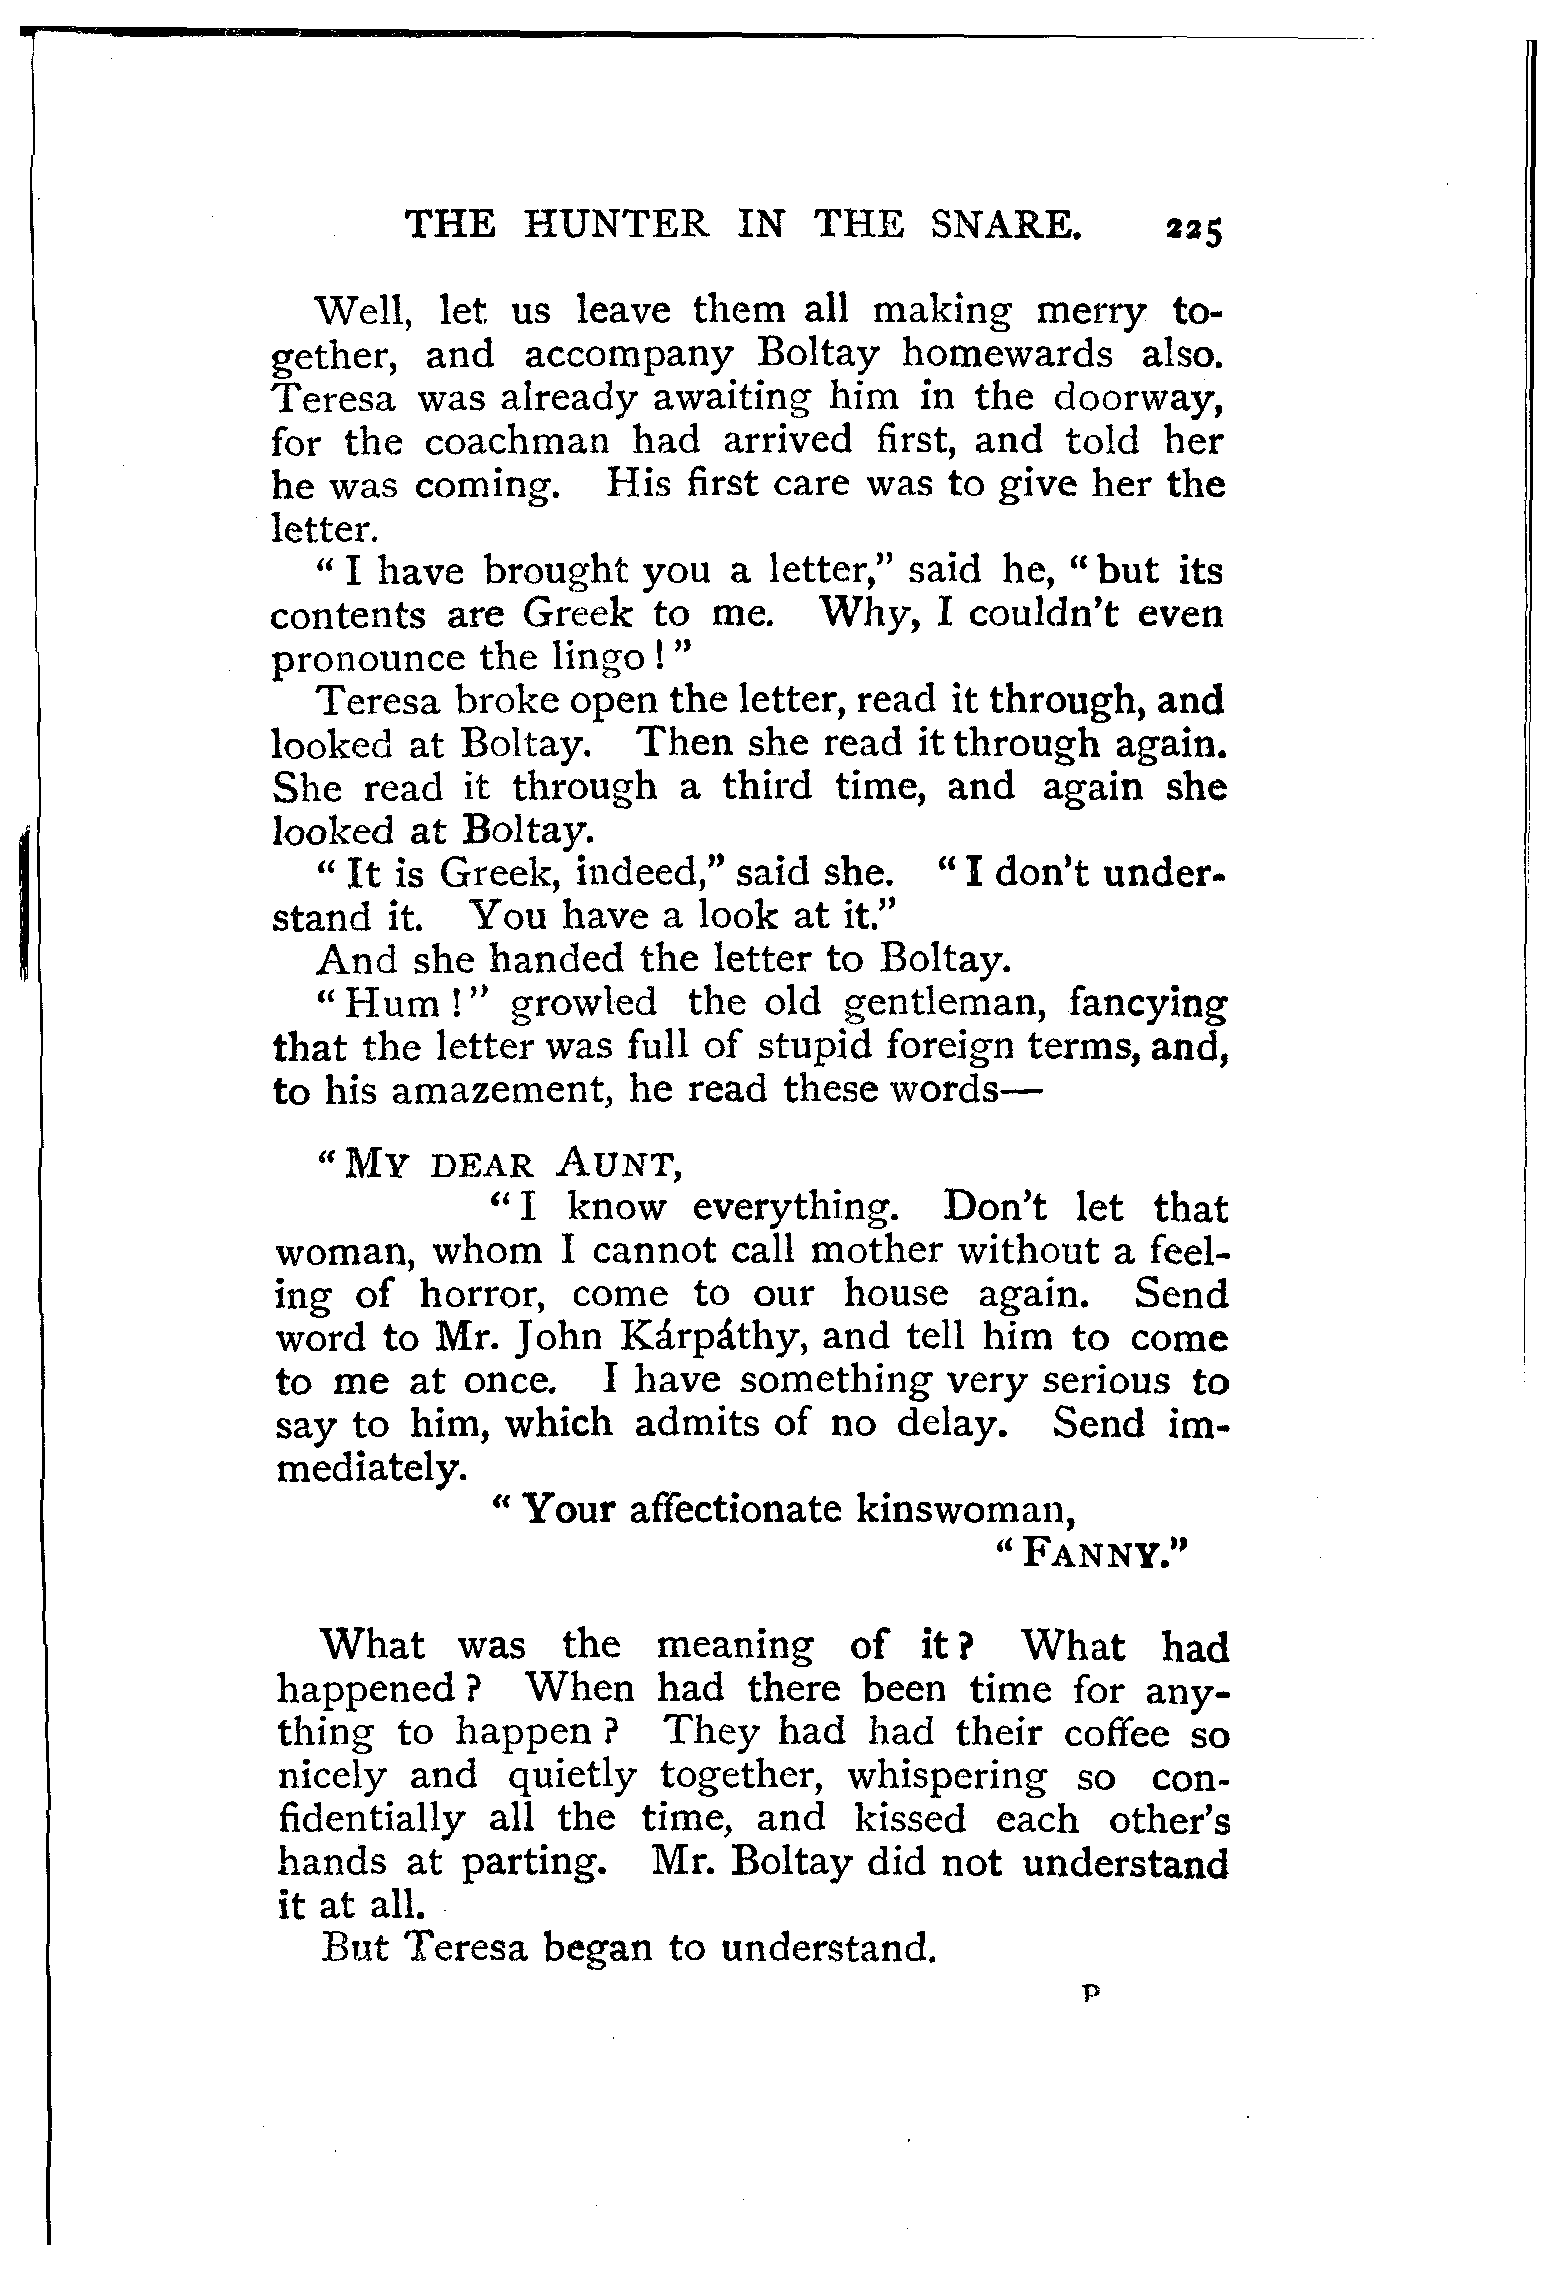 THE HUNTER IN THE SNARE. 225
Well, let us leave them all making merry to-
gether, and accompany Boltay homewards also.
Teresa was already awaiting him in the doorway,
for the coachman had arrived first, and told her
he was coming. His first care was to give her the
letter.
" I have brought you a letter," said he, " but its
contents are Greek to me. Why, I couldn't even
pronounce the lingo ! "
Teresa broke open the letter, read it through, and
looked at Boltay. Then she read it through again.
She read it through a third time, and again she
looked at Boltay.
" It is Greek, indeed," said she. " I don't under-
stand it. You have a look at it."
And she handed the letter to Boltay.
" Hum ! " growled the old gentleman, fancying
that the letter was full of stupid foreign terms, and,
to his amazement, he read these words—
" MY DEAR AUNT,
" I know everything. Don't let that
woman, whom I cannot call mother without a feel-
ing of horror, come to our house again. Send
word to Mr. John Kárpáthy, and tell him to come
to me at once. I have something very serious to
say to him, which admits of no delay. Send im-
mediately.
" Your affectionate kinswoman,
" FANNY."
What was the meaning of it ? What had
happened ? When had there been time for any-
thing to happen ? They had had their coffee so
nicely and quietly together, whispering so con-
fidentially all the time, and kissed each other's
hands at parting. Mr. Boltay did not understand
it at all.
But Teresa began to understand.
P